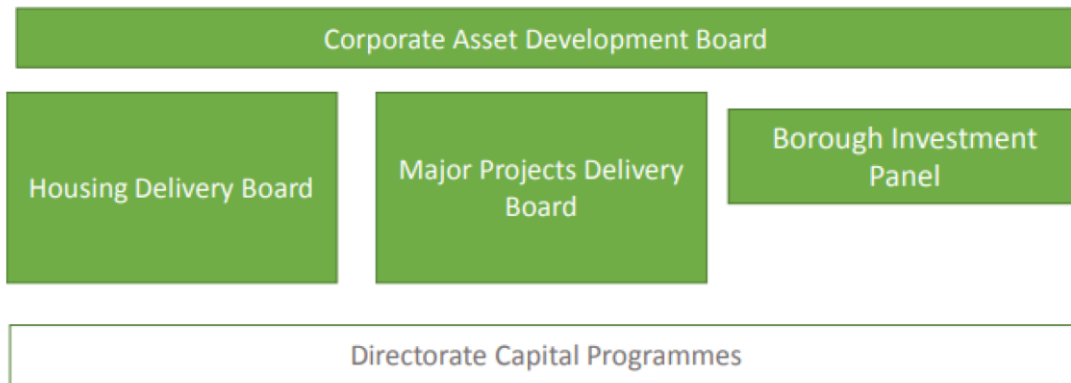 Corporate Asset Development Board
Housing Delivery Board
Major Projects Delivery
Board
Borough Investment
Panel
Directorate Capital Programmes